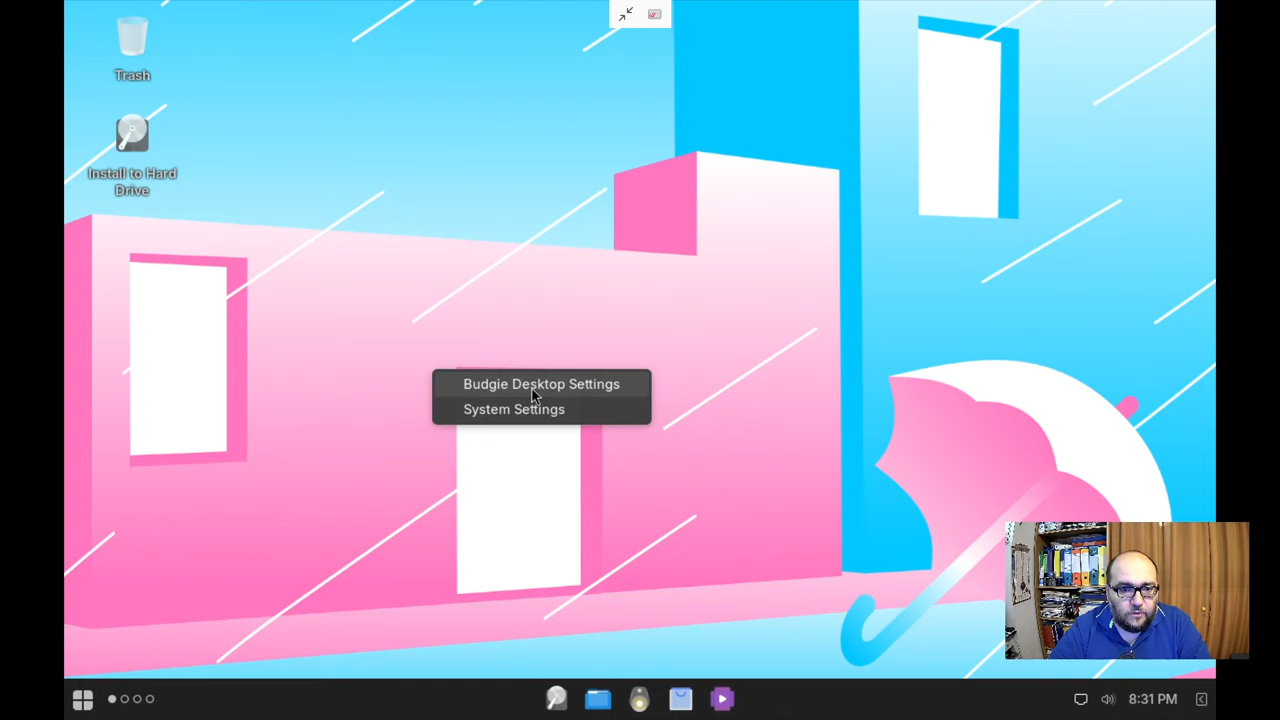 Trash
Install to Hard
Drive
Budgie Desktop Settings
System Settings
8:31 PM